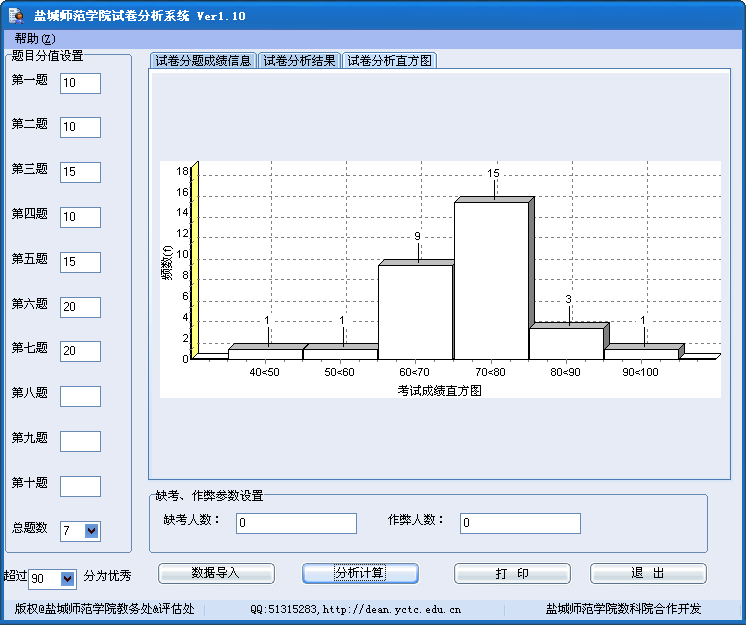 盐城师范学院试卷分析系统 Ver1.10
帮助(Z)
题目分值设置
第一题 10
第二题 10
第三题 15
第四题 10
第五题 15
第六题 20
第七题 20
第八题
第九题
第十题
总题数 7
超过 90 分为优秀
试卷分题成绩信息 试卷分析结果 试卷分析直方图
频数(f)
18
16
14
12
10
8
6
4
2
0
1 1 9 15 3 1
40<50 50<60 60<70 70<80 80<90 90<100
考试成绩直方图
缺考、作弊参数设置
缺考人数： 0 作弊人数： 0
数据导入 分析计算 打 印 退 出
版权@盐城师范学院教务处&评估处 QQ:51315283,http://dean.yctc.edu.cn 盐城师范学院数科院合作开发